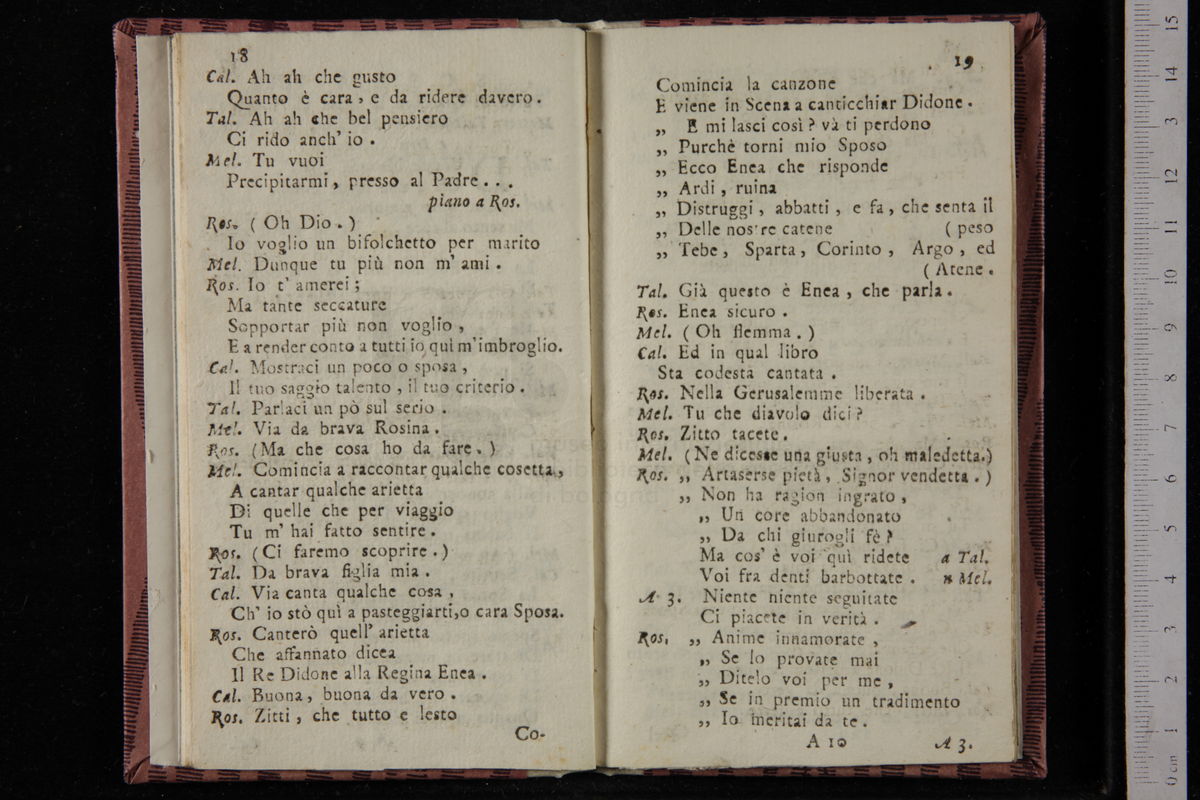 18
Cal. Ah ah che gusto
Quanto è cara, e da ridere davero.
Tal. Ah ah che bel pensiero
Ci rido anch' io.
Mel. Tu vuoi
Precipitarmi, presso al Padre...
piano a Ros.
Ros. (Oh Dio.)
Io voglio un bifolchetto per marito
Mel. Dunque tu più non m' ami.
Ros. Io t' amerei;
Ma tante seccature
Sopportar più non voglio,
E a render conto a tutti io quì m'imbroglio.
Cal. Mostraci un poco o sposa,
Il tuo saggio talento, il tuo criterio.
Tal. Parlaci un pò sul serio.
Mel. Via da brava Rosina.
Ros. (Ma che cosa ho da fare.)
Mel. Comincia a raccontar qualche cosetta,
A cantar qualche arietta
Di quelle che per viaggio
Tu m' hai fatto sentire.
Ros. (Ci faremo scoprire.)
Tal. Da brava figlia mia.
Cal. Via canta qualche cosa,
Ch' io stò quì a pasteggiarti, o cara Sposa.
Ros. Canterò quell' arietta
Che affannato dicea
Il Re Didone alla Regina Enea.
Cal. Buona, buona da vero.
Ros. Zitti, che tutto e lesto
Co-
19
Comincia la canzone
E viene in Scena a canticchiar Didone.
„ E mi lasci così? và ti perdono
„ Purchè torni mio Sposo
„ Ecco Enea che risponde
„ Ardi, ruina
„ Distruggi, abbatti, e fa, che senta il
„ Delle nostre catene (peso
„ Tebe, Sparta, Corinto, Argo, ed
(Atene.
Tal. Già questo è Enea, che parla.
Ros. Enea sicuro.
Mel. (Oh flemma.)
Cal. Ed in qual libro
Sta codesta cantata.
Ros. Nella Gerusalemme liberata.
Mel. Tu che diavolo dici?
Ros. Zitto tacete.
Mel. (Ne dicesse una giusta, oh maledetta.)
Ros. „ Artaserse pietà, Signor vendetta.)
„ Non ha ragion ingrato,
„ Un core abbandonato
„ Da chi giurogli fè?
Ma cos' è voi quì ridete a Tal.
Voi fra denti barbottate. a Mel.
A 3. Niente niente seguitate
Ci piacete in verità.
Ros. „ Anime innamorate,
„ Se lo provate mai
„ Ditelo voi per me,
„ Se in premio un tradimento
„ Io meritai da te.
A 10 A 3.